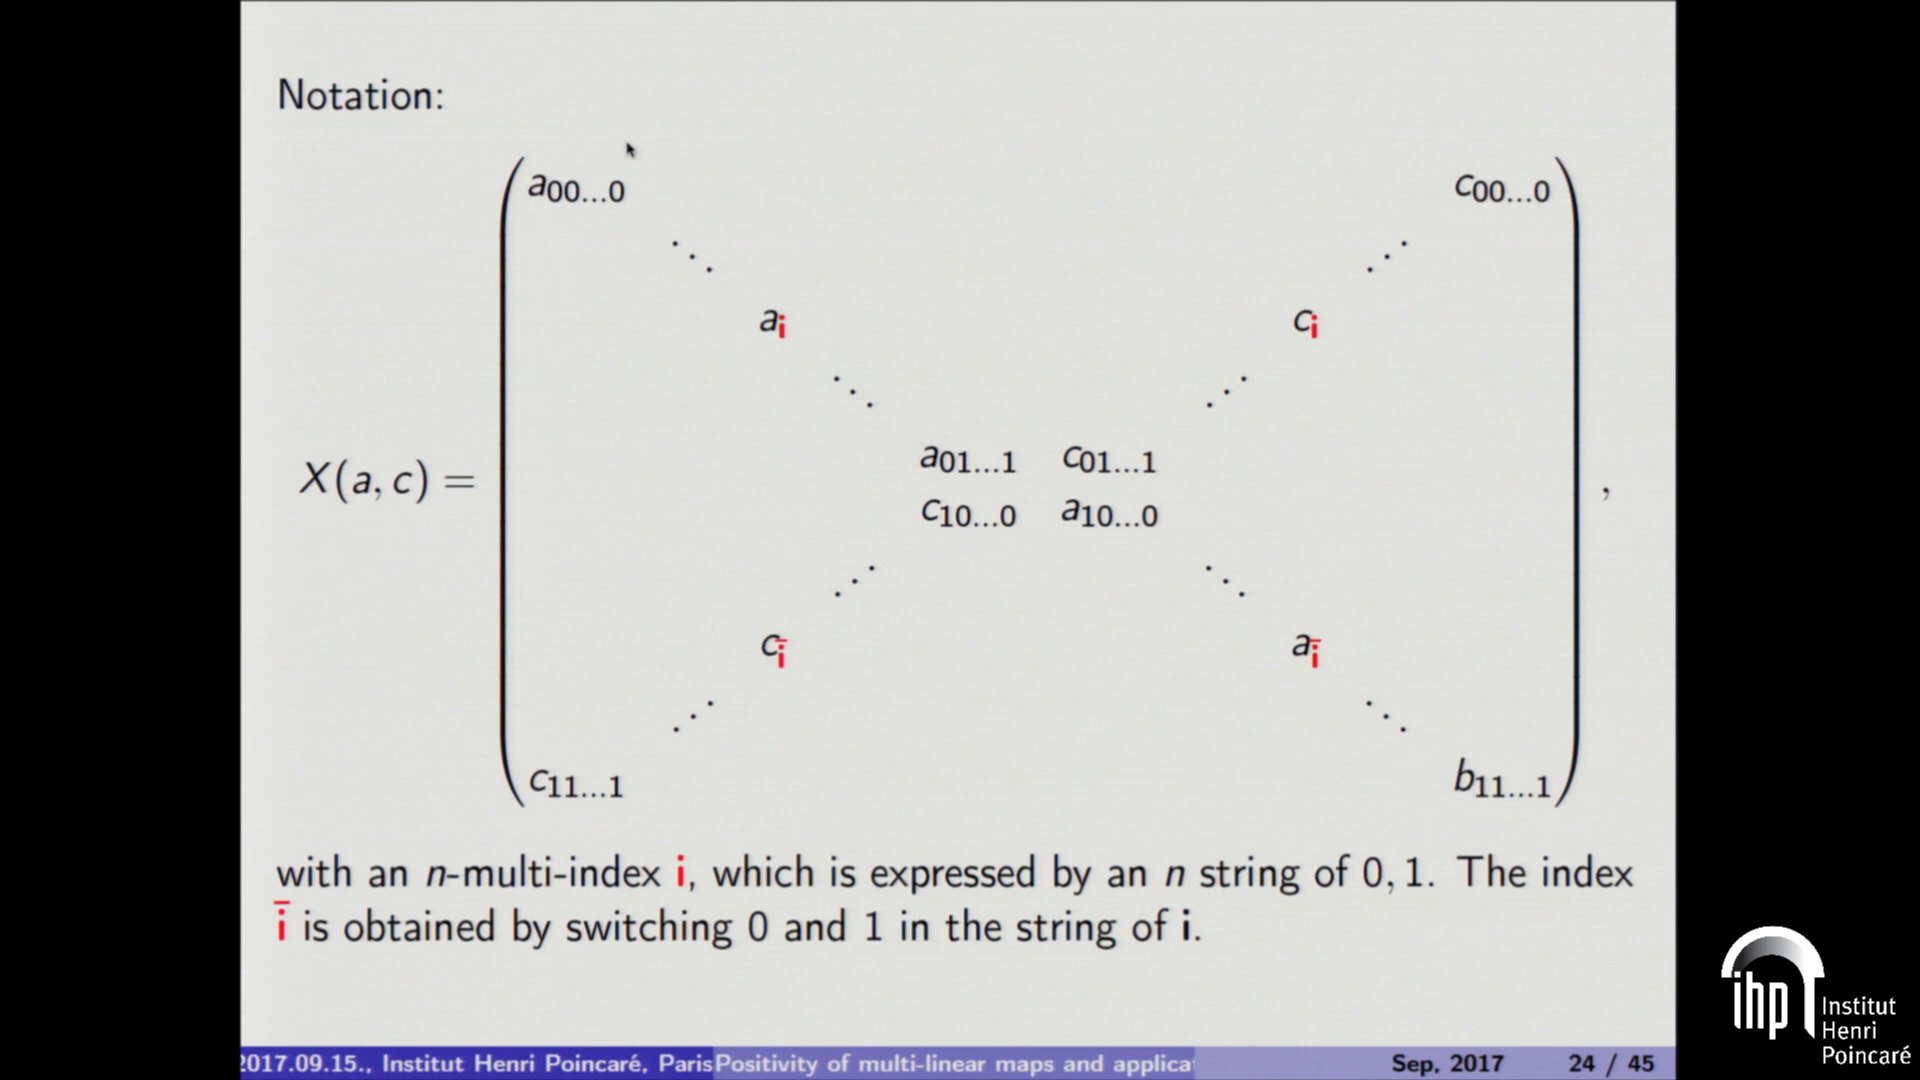 Notation:
a00...0 c00...0
⋱ ⋰
ai ci
⋱ ⋰
a01...1 c01...1
X(a, c) = ,
c10...0 a10...0
⋰ ⋱
cī aī
⋰ ⋱
c11...1 b11...1
with an n-multi-index i, which is expressed by an n string of 0, 1. The index
ī is obtained by switching 0 and 1 in the string of i.
2017.09.15., Institut Henri Poincaré, Paris Positivity of multi-linear maps and applica Sep, 2017 24 / 45
ihp Institut
Henri
Poincaré